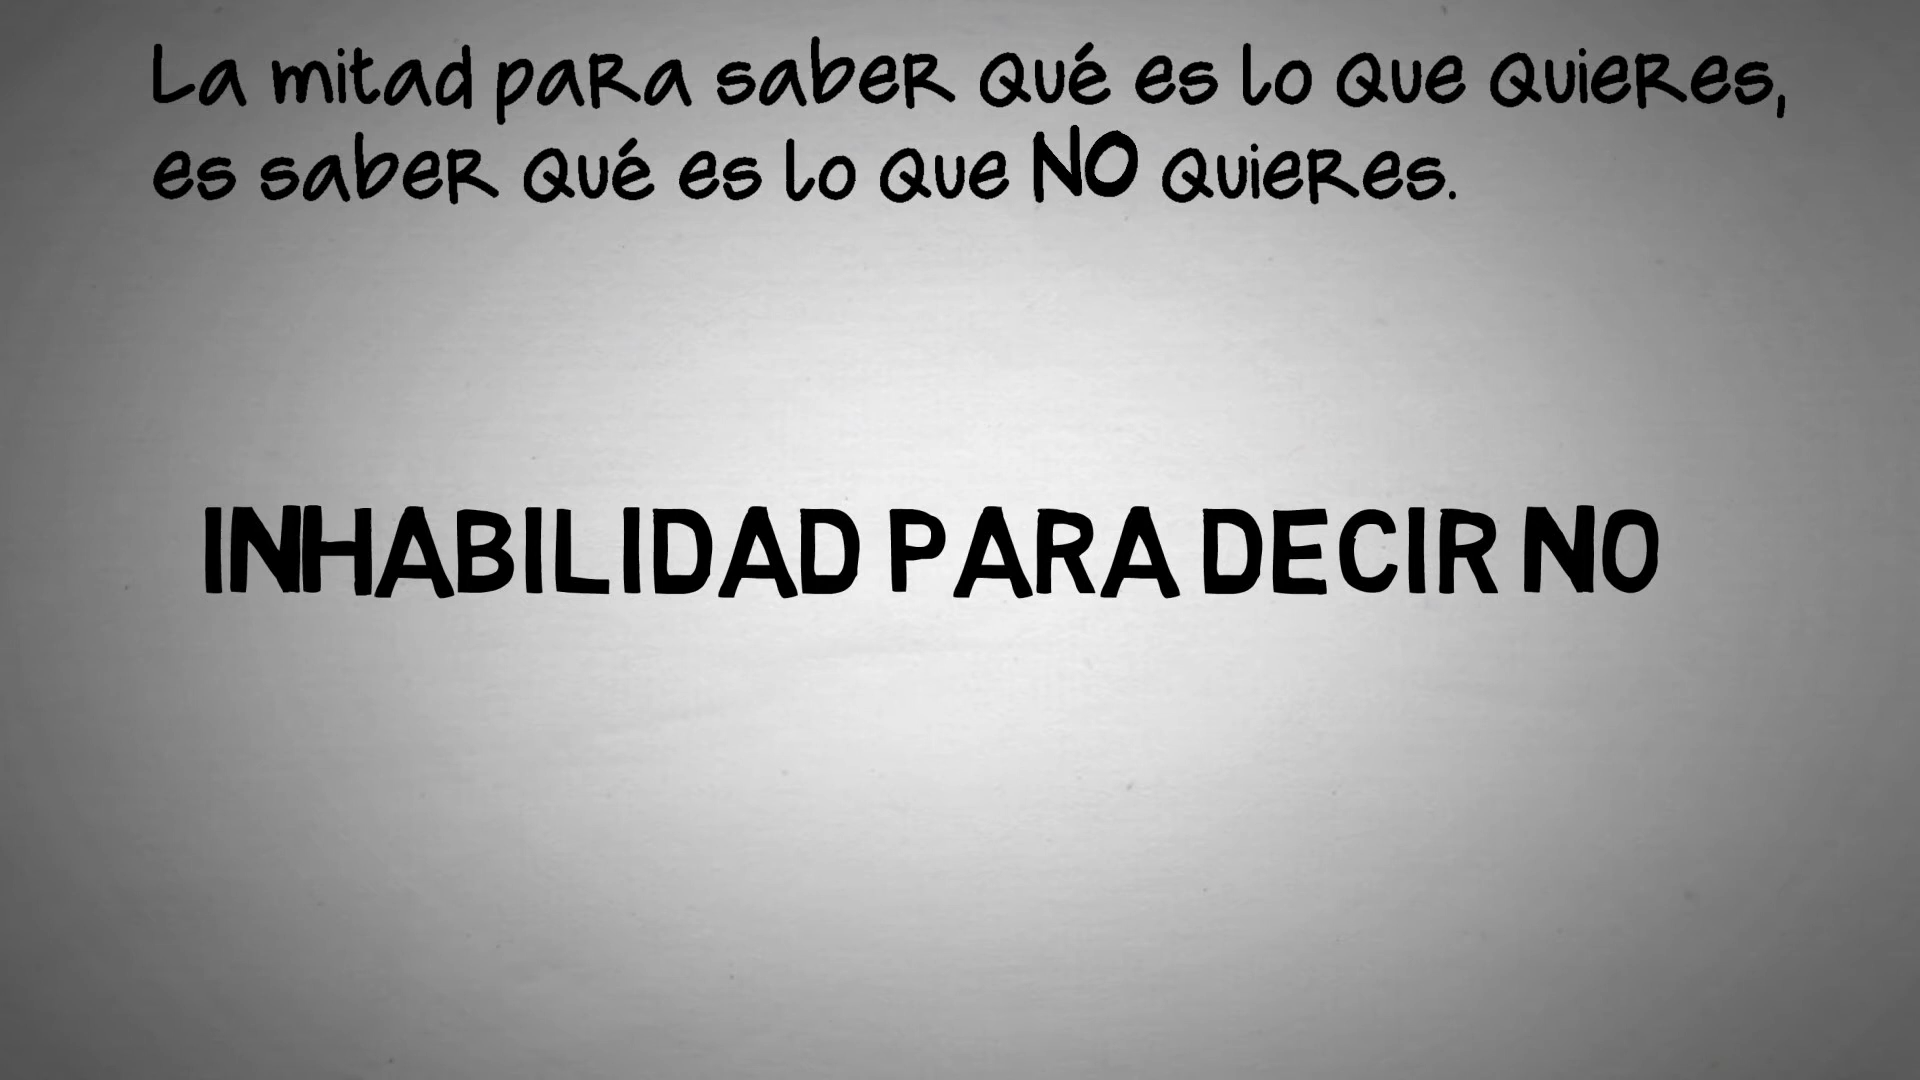 La mitad para saber qué es lo que quieres,
es saber qué es lo que NO quieres.
INHABILIDAD PARA DECIR NO